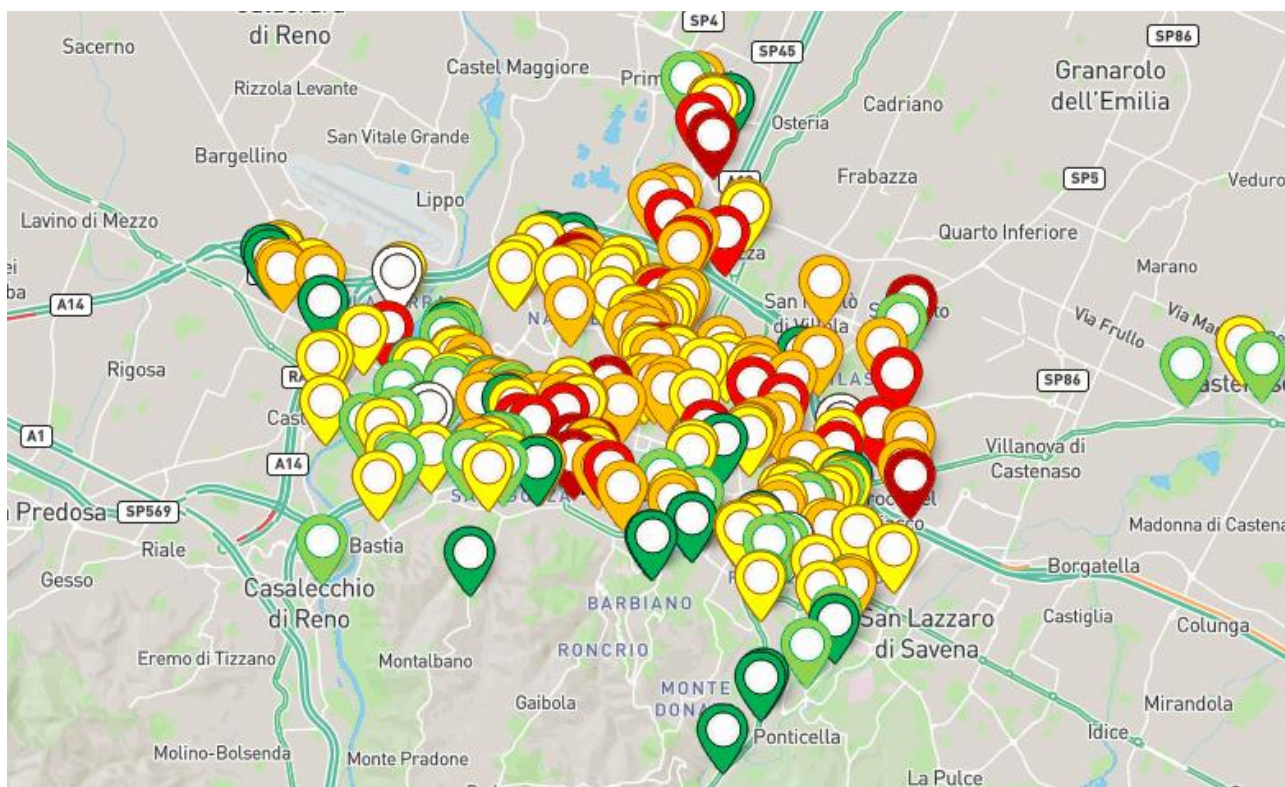 di Reno
Sacerno
SP4
SP45
SP86
Castel Maggiore
Rizzola Levante
Granarolo
dell'Emilia
Cadriano
Osteria
San Vitale Grande
Bargellino
Frabazza
SP5
Lippo
Lavino di Mezzo
Quarto Inferiore
Marano
A14
di Villola
Via Frullo
Rigosa
SP86
A1
A14
Villanova di
Castenaso
Predosa
SP569
Riale
Bastia
Madonna di Castena
Gesso
Borgatella
Casalecchio
di Reno
BARBIANO
Castiglia
San Lazzaro
di Savena
Colunga
RONCRIO
Eremo di Tizzano
Montalbano
MONTE
Gaibola
Mirandola
Ponticella
Idice
Molino-Bolsenda
Monte Pradone
La Pulce